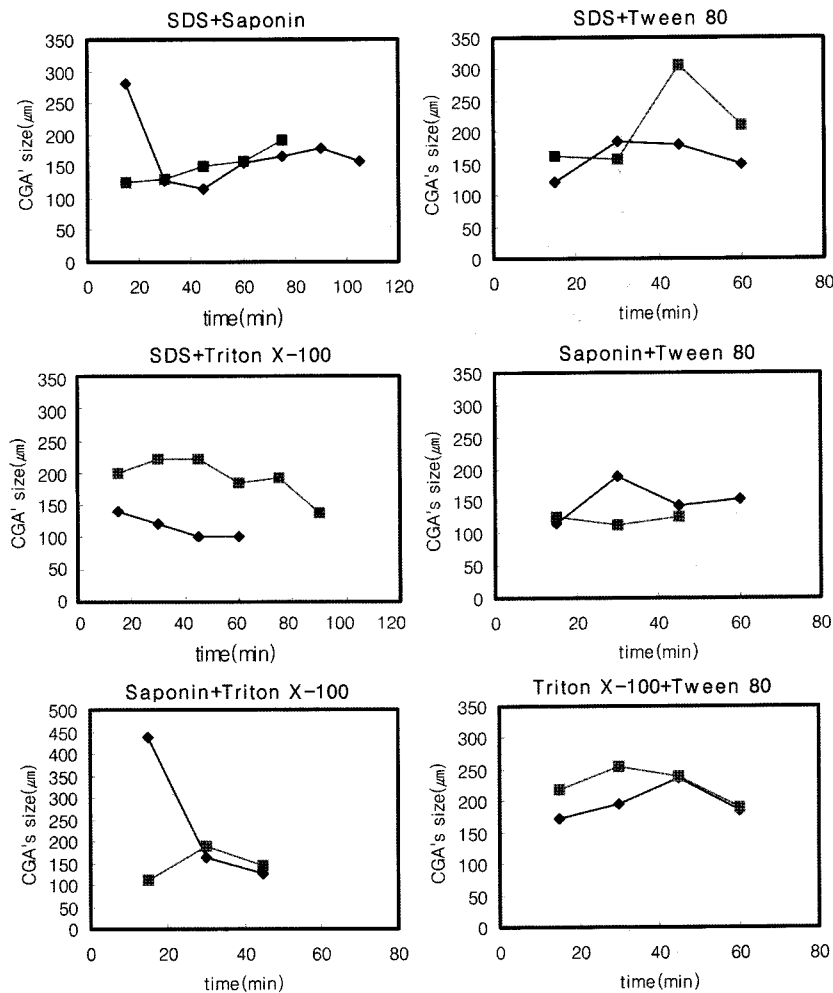 SDS+Saponin
350
300
250
200
150
100
50
0
CGA' size(㎛)
0 20 40 60 80 100 120
time(min)
SDS+Tween 80
350
300
250
200
150
100
50
0
CGA's size(㎛)
0 20 40 60 80
time(min)
SDS+Triton X-100
350
300
250
200
150
100
50
0
CGA' size(㎛)
0 20 40 60 80 100 120
time(min)
Saponin+Tween 80
350
300
250
200
150
100
50
0
CGA's size(㎛)
0 20 40 60 80
time(min)
Saponin+Triton X-100
500
450
400
350
300
250
200
150
100
50
0
CGA's size(㎛)
0 20 40 60 80
time(min)
Triton X-100+Tween 80
350
300
250
200
150
100
50
0
CGA's size(㎛)
0 20 40 60 80
time(min)